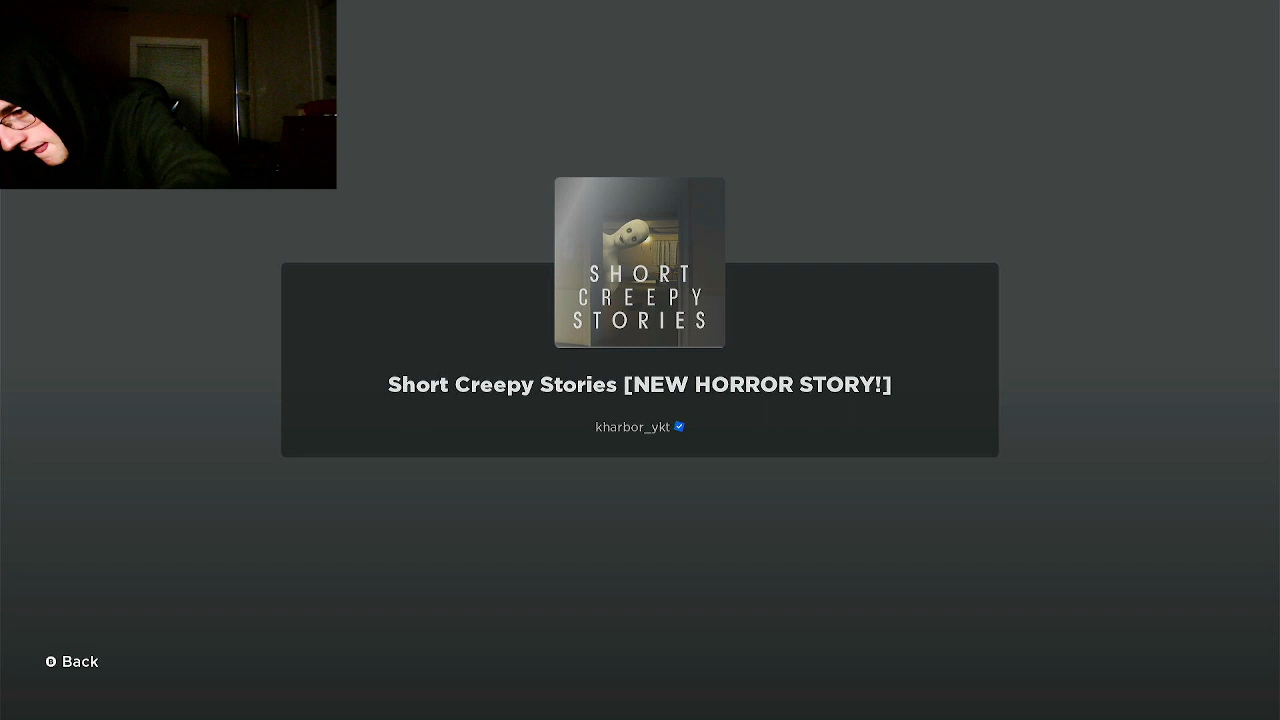 SHORT
CREEPY
STORIES
Short Creepy Stories [NEW HORROR STORY!]
kharbor_ykt
B Back